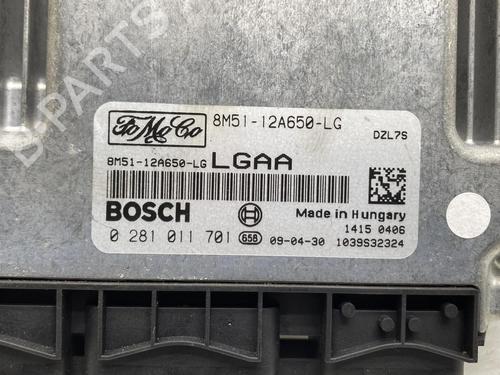 FoMoCo 8M51-12A650-LG
DZL7S
8M51-12A650-LG LGAA
BOSCH
Made in Hungary
1415 0406
0 281 011 701 658 09-04-30 1039S32324
D-PARTS